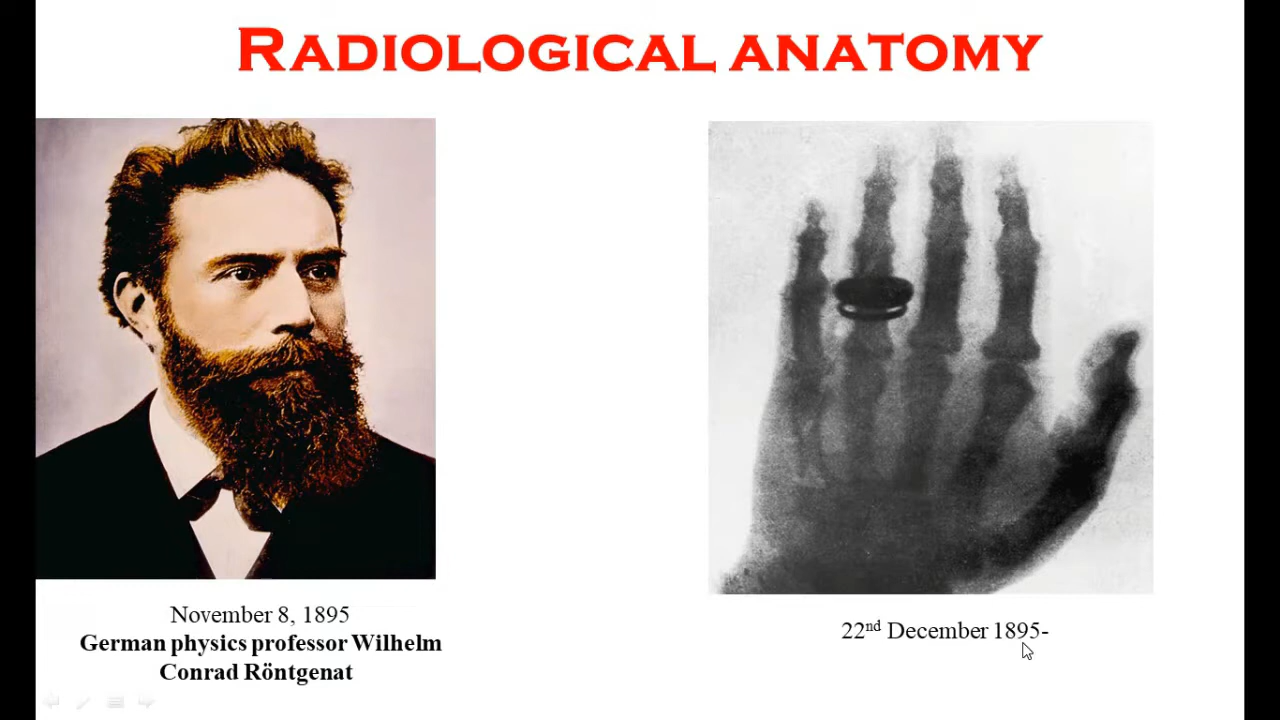 RADIOLOGICAL ANATOMY
November 8, 1895
German physics professor Wilhelm
Conrad Röntgenat
22nd December 1895-